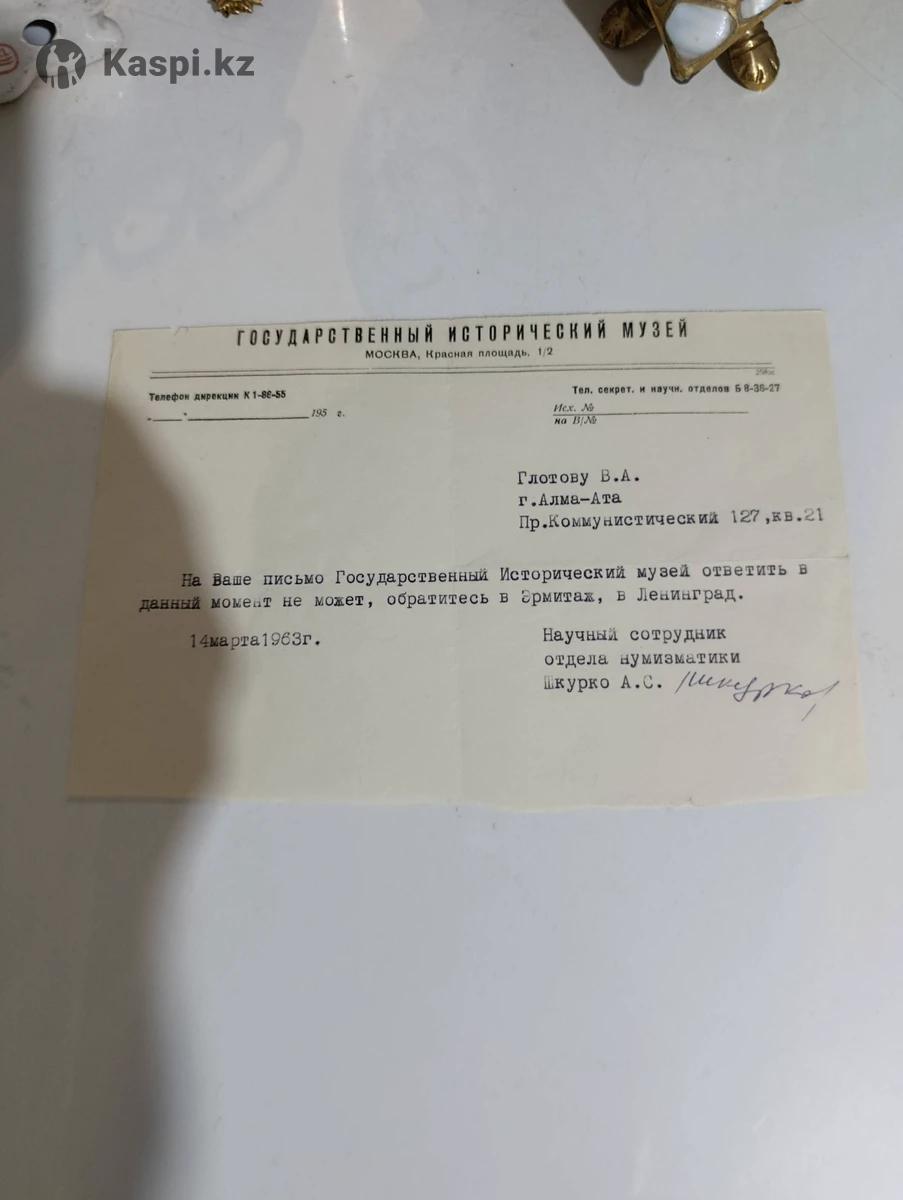 Kaspi.kz
ГОСУДАРСТВЕННЫЙ ИСТОРИЧЕСКИЙ МУЗЕЙ
МОСКВА, Красная площадь, 1/2
Телефон дирекции К 1-86-55
Тел. секрет. и научн. отделов Б 8-36-27
„ " 195 г.
Исх. №
на В/№
Глотову В.А.
г.Алма-Ата
Пр.Коммунистический 127,кв.21
На Ваше письмо Государственный Исторический музей ответить в
данный момент не может, обратитесь в Эрмитаж, в Ленинград.
14марта1963г.
Научный сотрудник
отдела нумизматики
Шкурко А.С. Шкурко